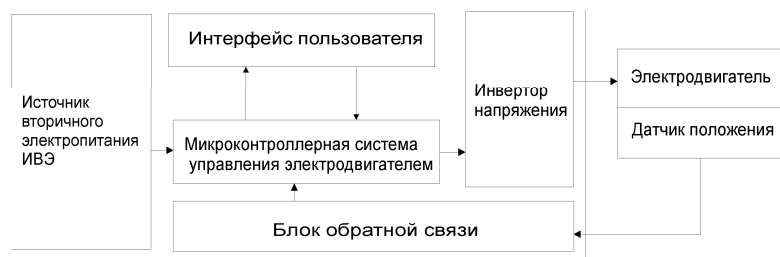 Источник
вторичного
электропитания
ИВЭ
Интерфейс пользователя
Микроконтроллерная система
управления электродвигателем
Блок обратной связи
Инвертор
напряжения
Электродвигатель
Датчик положения